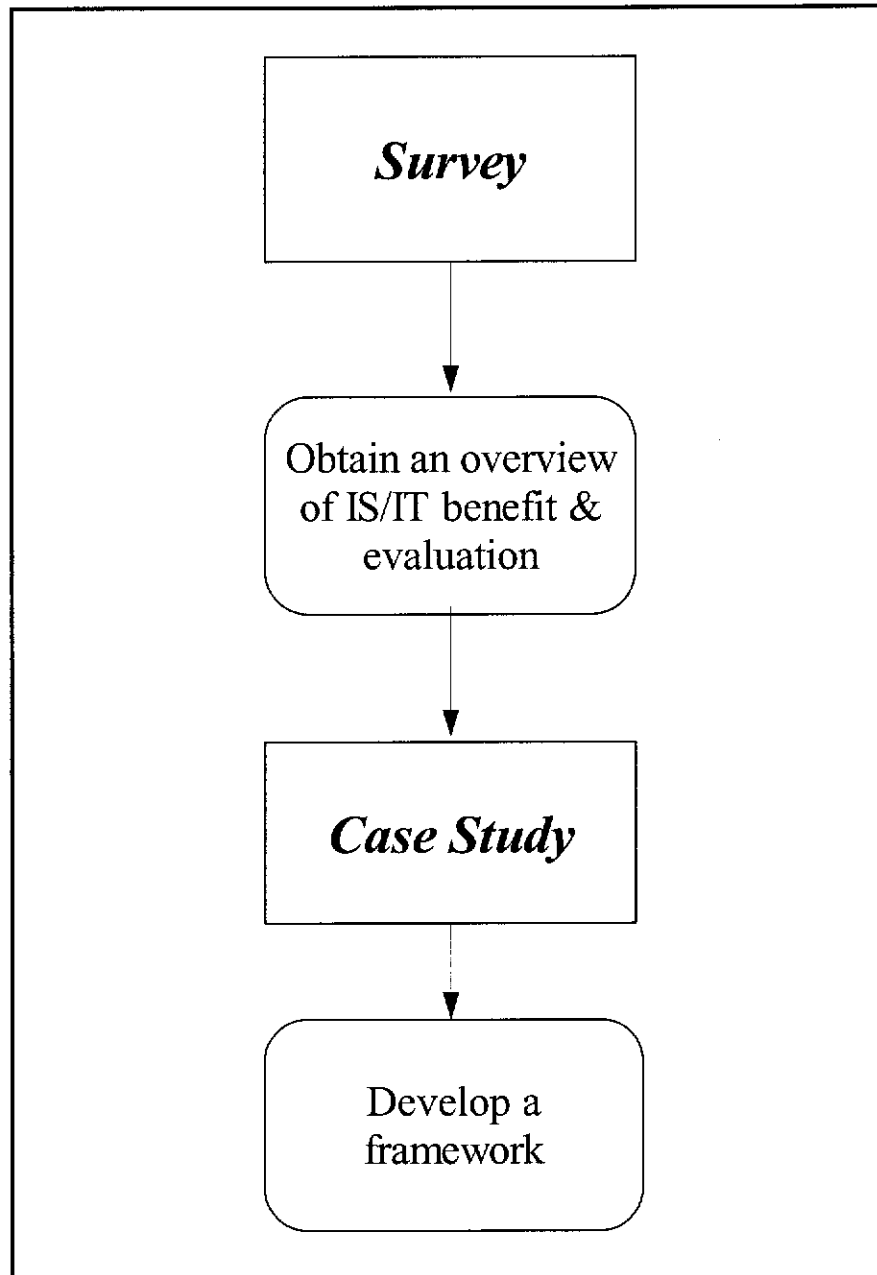 Survey
Obtain an overview
of IS/IT benefit &
evaluation
Case Study
Develop a
framework